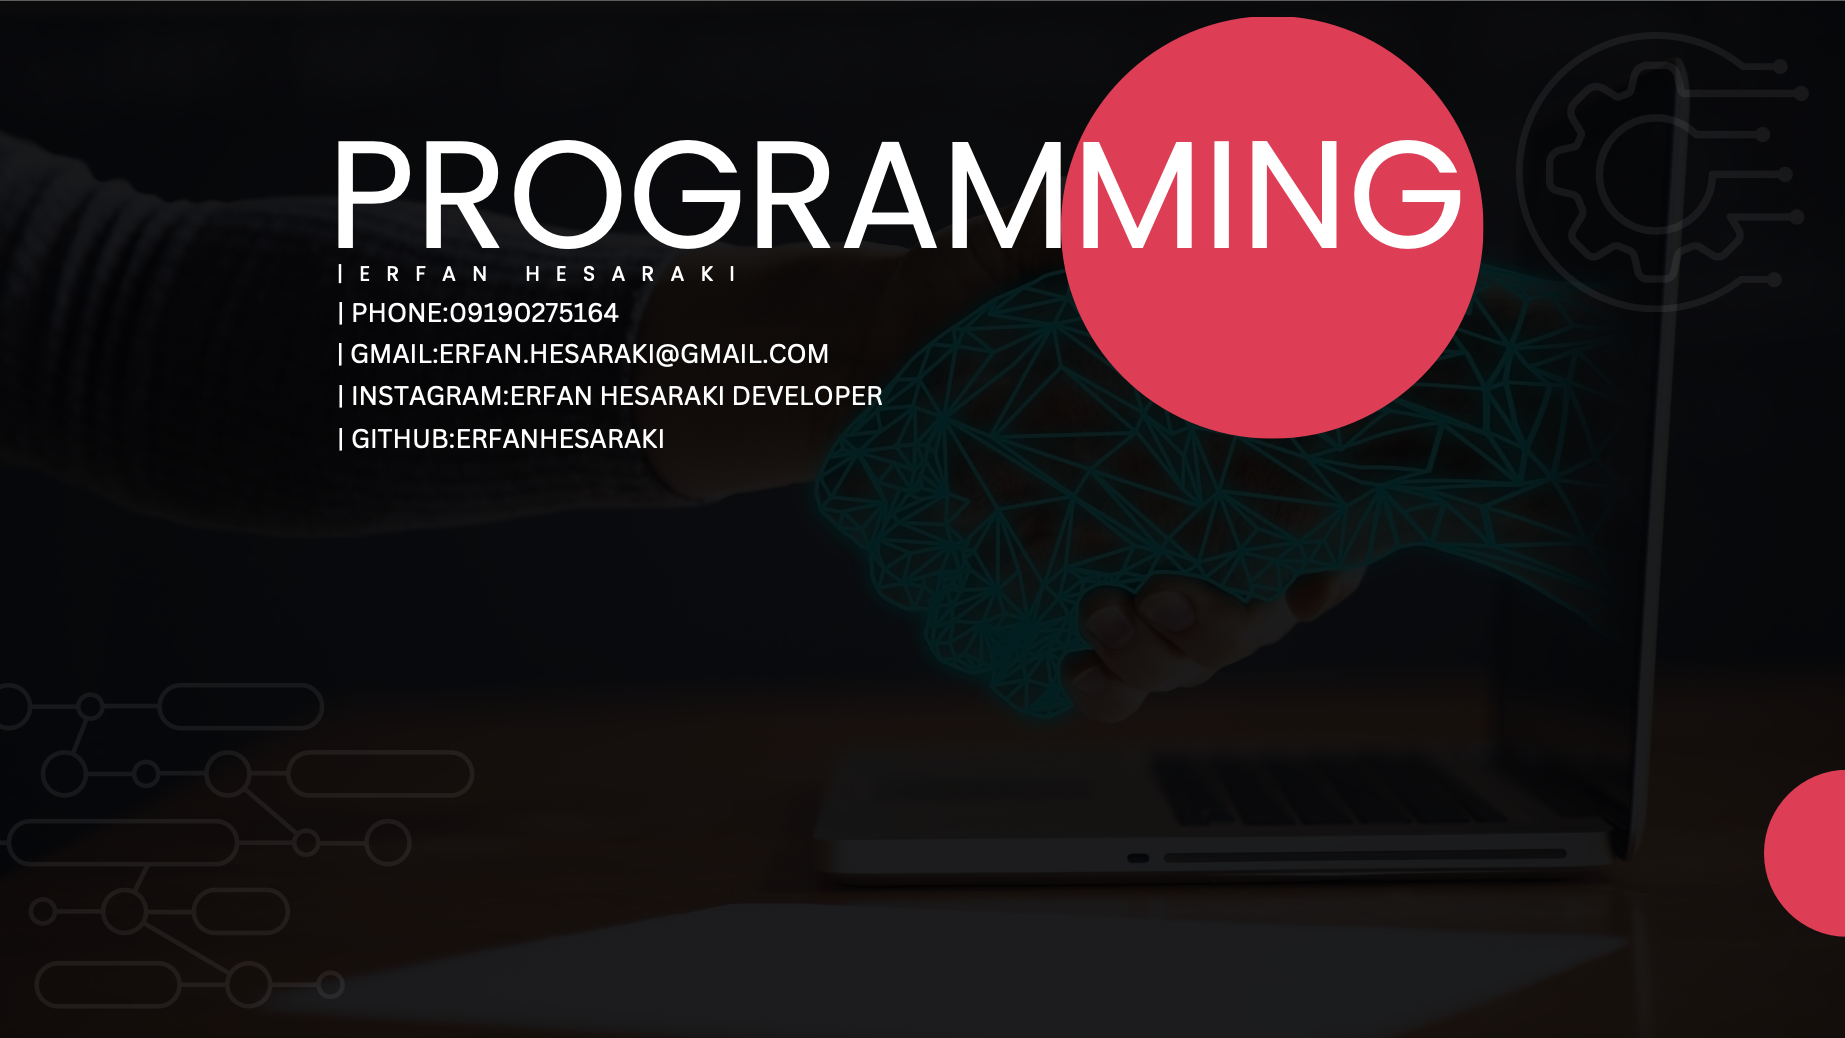 PROGRAMMING
| ERFAN HESARAKI
| PHONE:09190275164
| GMAIL:ERFAN.HESARAKI@GMAIL.COM
| INSTAGRAM:ERFAN HESARAKI DEVELOPER
| GITHUB:ERFANHESARAKI